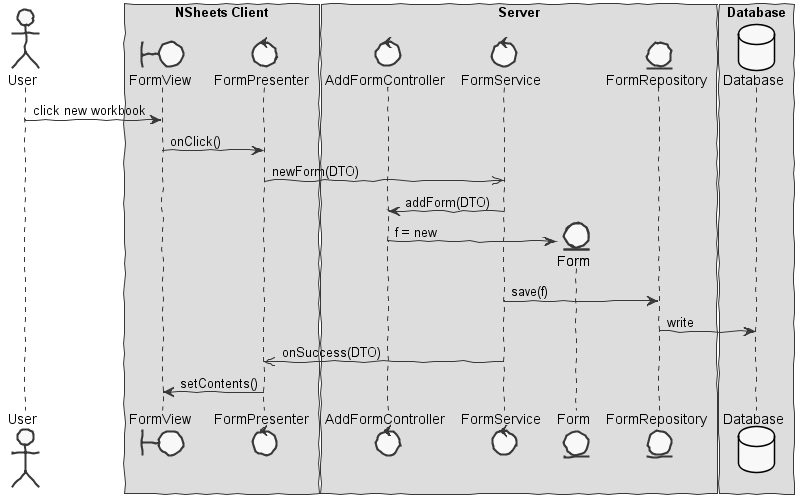 NSheets Client
Server
Database
User
FormView
FormPresenter
AddFormController
FormService
FormRepository
Database
click new workbook
onClick()
newForm(DTO)
addForm(DTO)
f = new
Form
save(f)
write
onSuccess(DTO)
setContents()
User
FormView
FormPresenter
AddFormController
FormService
Form
FormRepository
Database